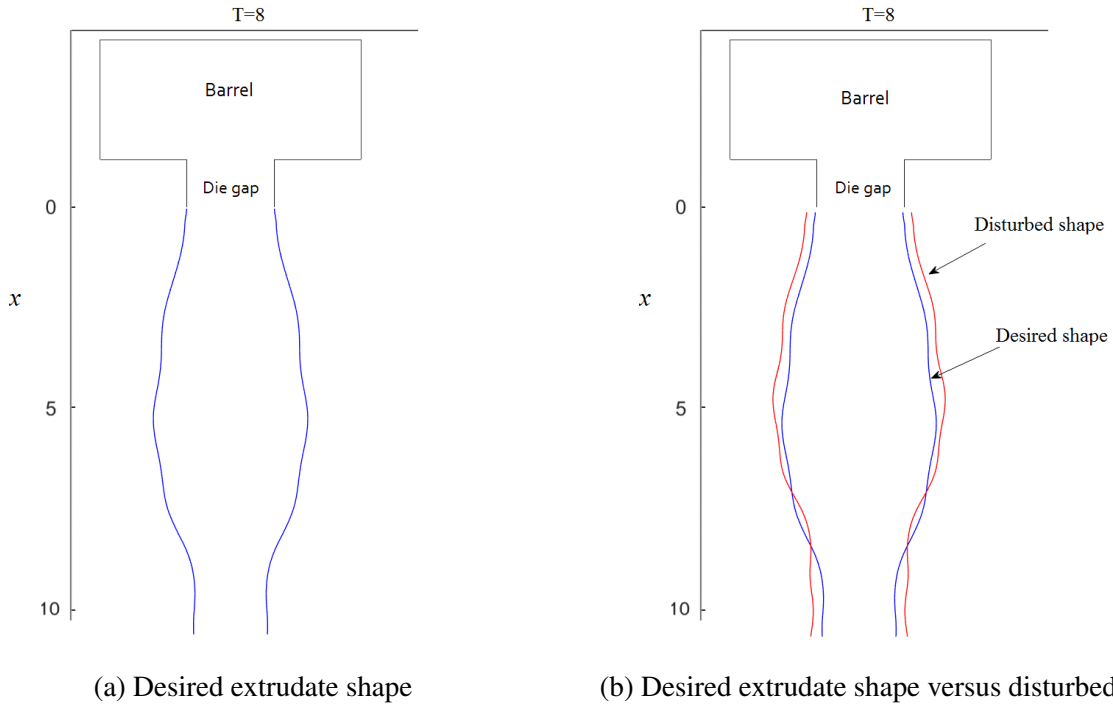 T=8
Barrel
Die gap
0
x
5
10
(a) Desired extrudate shape
T=8
Barrel
Die gap
0
Disturbed shape
x
Desired shape
5
10
(b) Desired extrudate shape versus disturbed